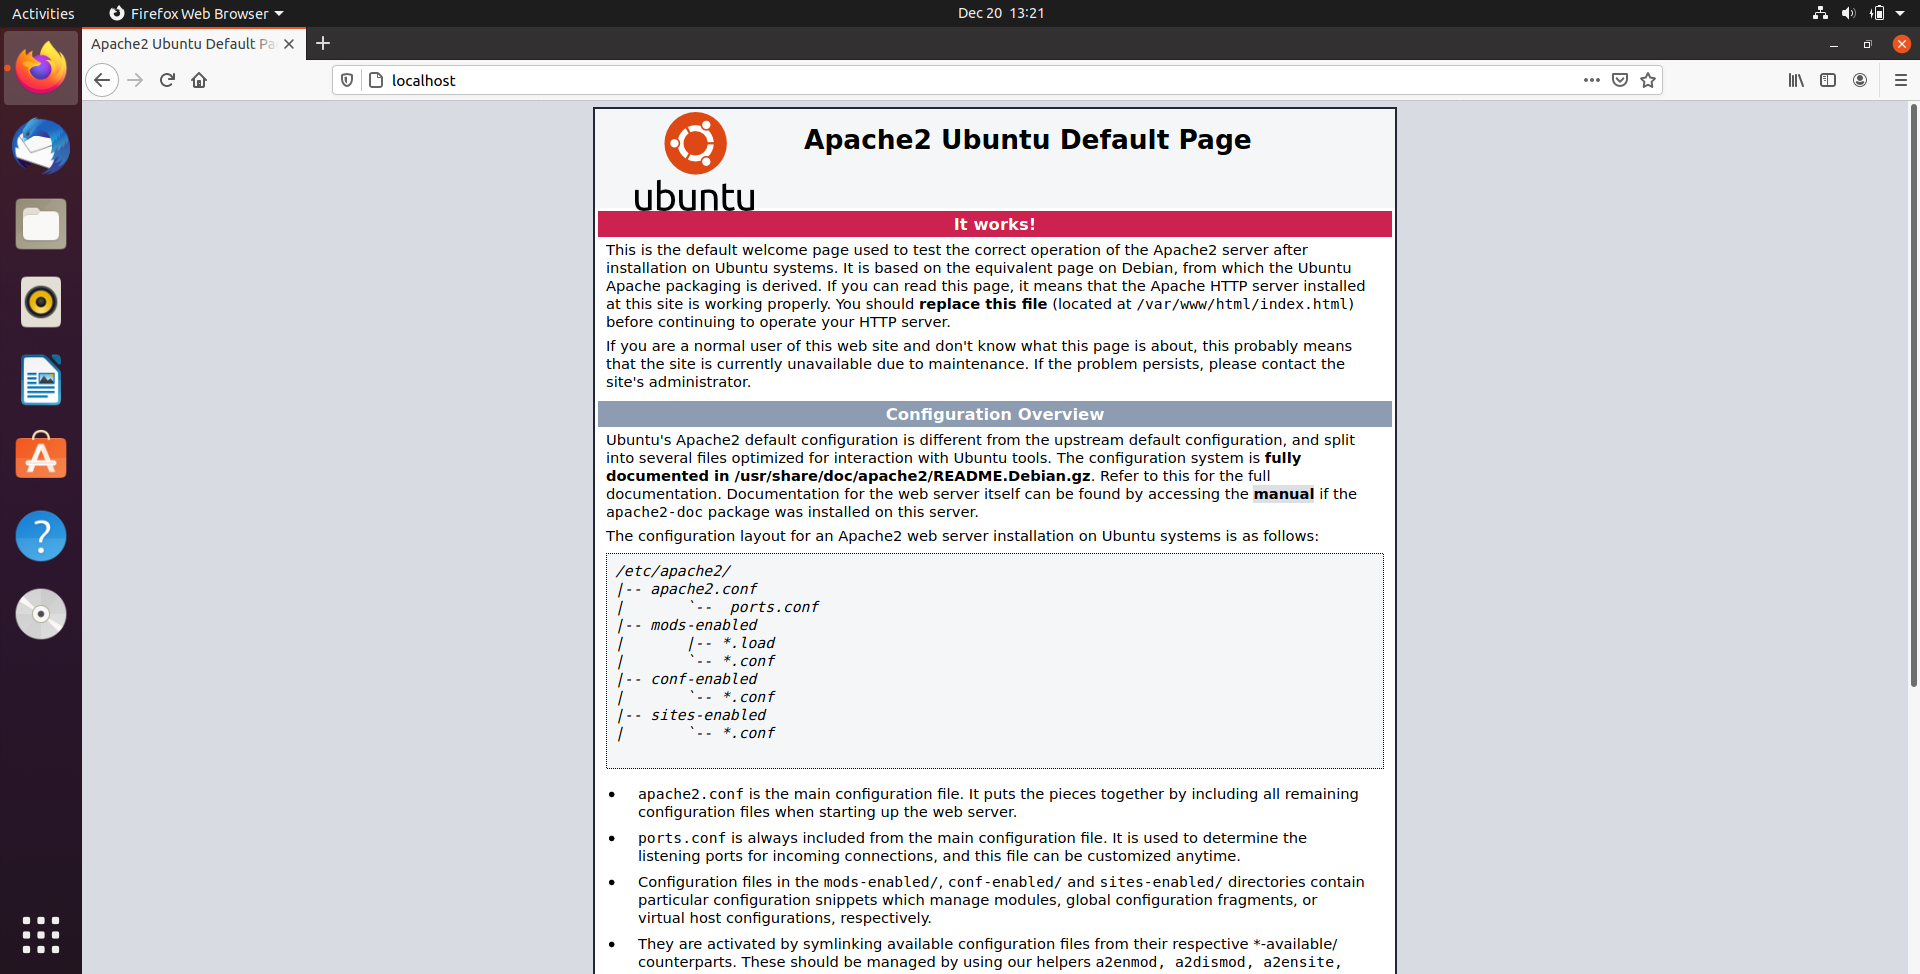 Activities
Firefox Web Browser
Dec 20 13:21
Apache2 Ubuntu Default Pa
localhost
ubuntu
Apache2 Ubuntu Default Page
It works!
This is the default welcome page used to test the correct operation of the Apache2 server after
installation on Ubuntu systems. It is based on the equivalent page on Debian, from which the Ubuntu
Apache packaging is derived. If you can read this page, it means that the Apache HTTP server installed
at this site is working properly. You should replace this file (located at /var/www/html/index.html)
before continuing to operate your HTTP server.
If you are a normal user of this web site and don't know what this page is about, this probably means
that the site is currently unavailable due to maintenance. If the problem persists, please contact the
site's administrator.
Configuration Overview
Ubuntu's Apache2 default configuration is different from the upstream default configuration, and split
into several files optimized for interaction with Ubuntu tools. The configuration system is fully
documented in /usr/share/doc/apache2/README.Debian.gz. Refer to this for the full
documentation. Documentation for the web server itself can be found by accessing the manual if the
apache2-doc package was installed on this server.
The configuration layout for an Apache2 web server installation on Ubuntu systems is as follows:
/etc/apache2/
|-- apache2.conf
|       `--  ports.conf
|-- mods-enabled
|       |-- *.load
|       `-- *.conf
|-- conf-enabled
|       `-- *.conf
|-- sites-enabled
|       `-- *.conf
• apache2.conf is the main configuration file. It puts the pieces together by including all remaining
configuration files when starting up the web server.
• ports.conf is always included from the main configuration file. It is used to determine the
listening ports for incoming connections, and this file can be customized anytime.
• Configuration files in the mods-enabled/, conf-enabled/ and sites-enabled/ directories contain
particular configuration snippets which manage modules, global configuration fragments, or
virtual host configurations, respectively.
• They are activated by symlinking available configuration files from their respective *-available/
counterparts. These should be managed by using our helpers a2enmod, a2dismod, a2ensite,